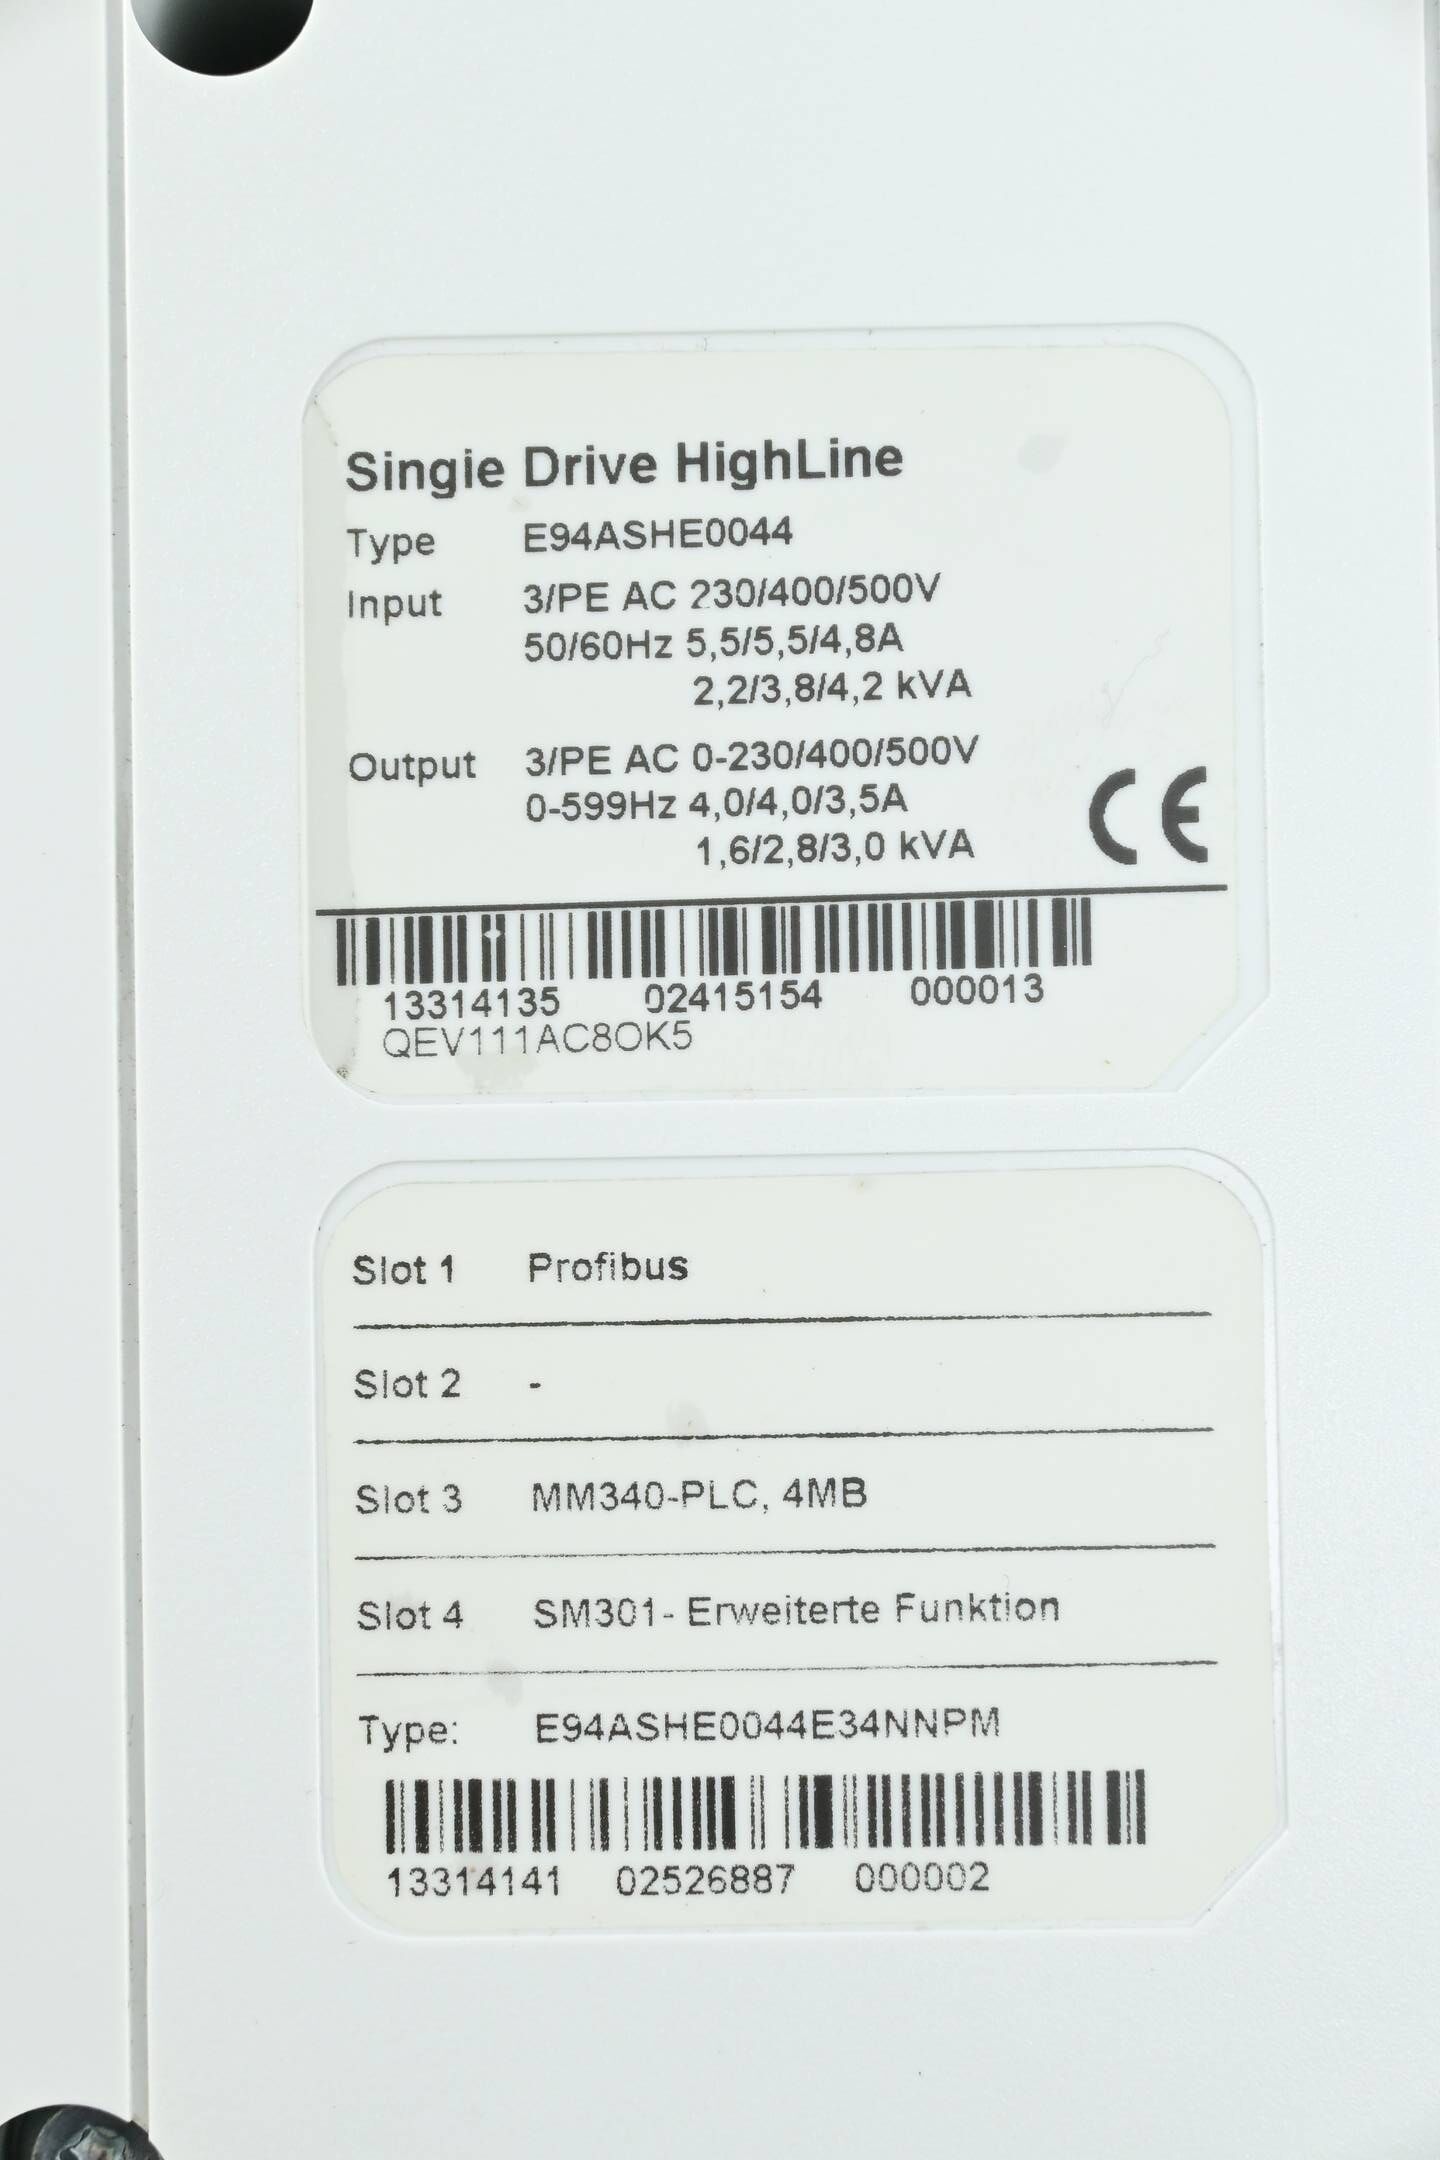 Single Drive HighLine
Type E94ASHE0044
Input 3/PE AC 230/400/500V
50/60Hz 5,5/5,5/4,8A
2,2/3,8/4,2 kVA
Output 3/PE AC 0-230/400/500V
0-599Hz 4,0/4,0/3,5A
1,6/2,8/3,0 kVA
CE
13314135 02415154 000013
QEV111AC8OK5
Slot 1 Profibus
Slot 2 -
Slot 3 MM340-PLC, 4MB
Slot 4 SM301- Erweiterte Funktion
Type: E94ASHE0044E34NNPM
13314141 02526887 000002